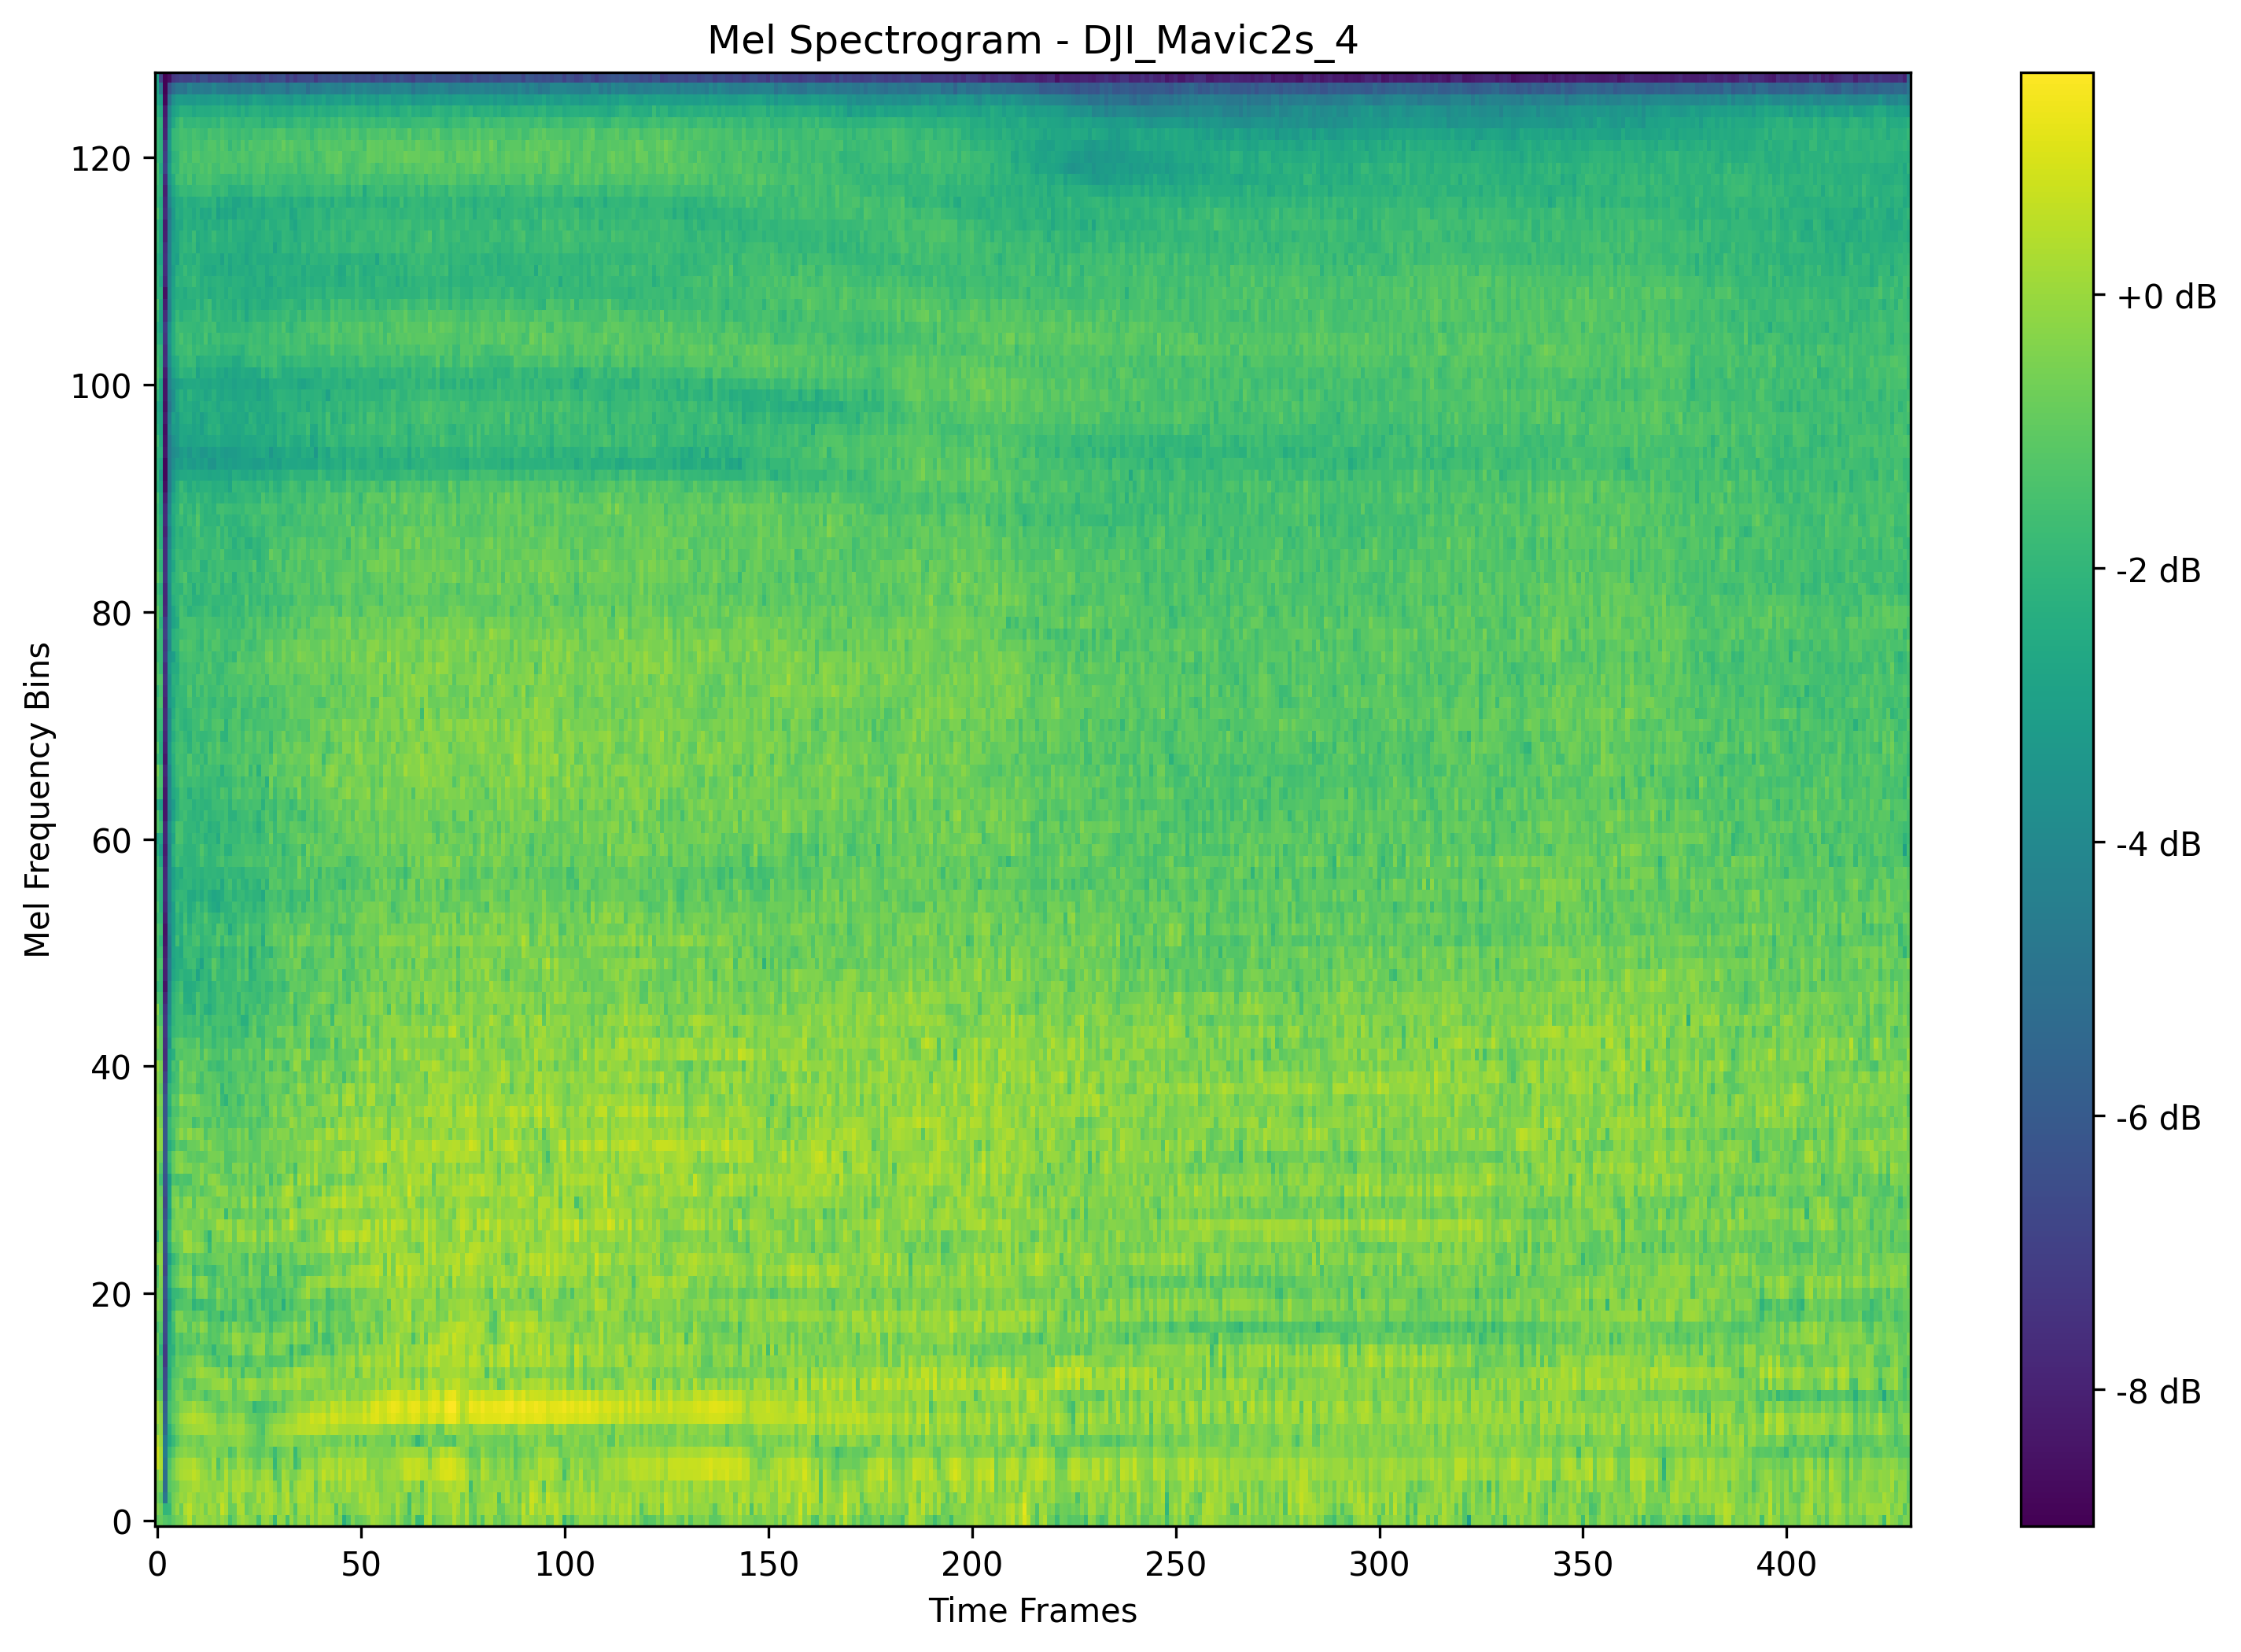 Mel Spectrogram - DJI_Mavic2s_4
Mel Frequency Bins
120
100
80
60
40
20
0
0 50 100 150 200 250 300 350 400
Time Frames
+0 dB
-2 dB
-4 dB
-6 dB
-8 dB